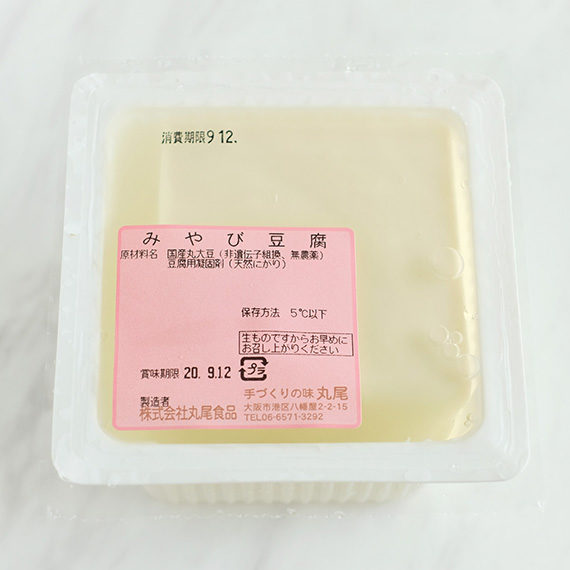 消費期限9 12.
みやび豆腐
原材料名 国産丸大豆(非遺伝子組換、無農薬)
豆腐用凝固剤(天然にがり)
保存方法 5℃以下
生ものですからお早めに
お召し上がりください
賞味期限 20. 9.12 プラ
製造者 手づくりの味 丸尾
株式会社丸尾食品 大阪市港区八幡屋2-2-15
TEL06-6571-3292